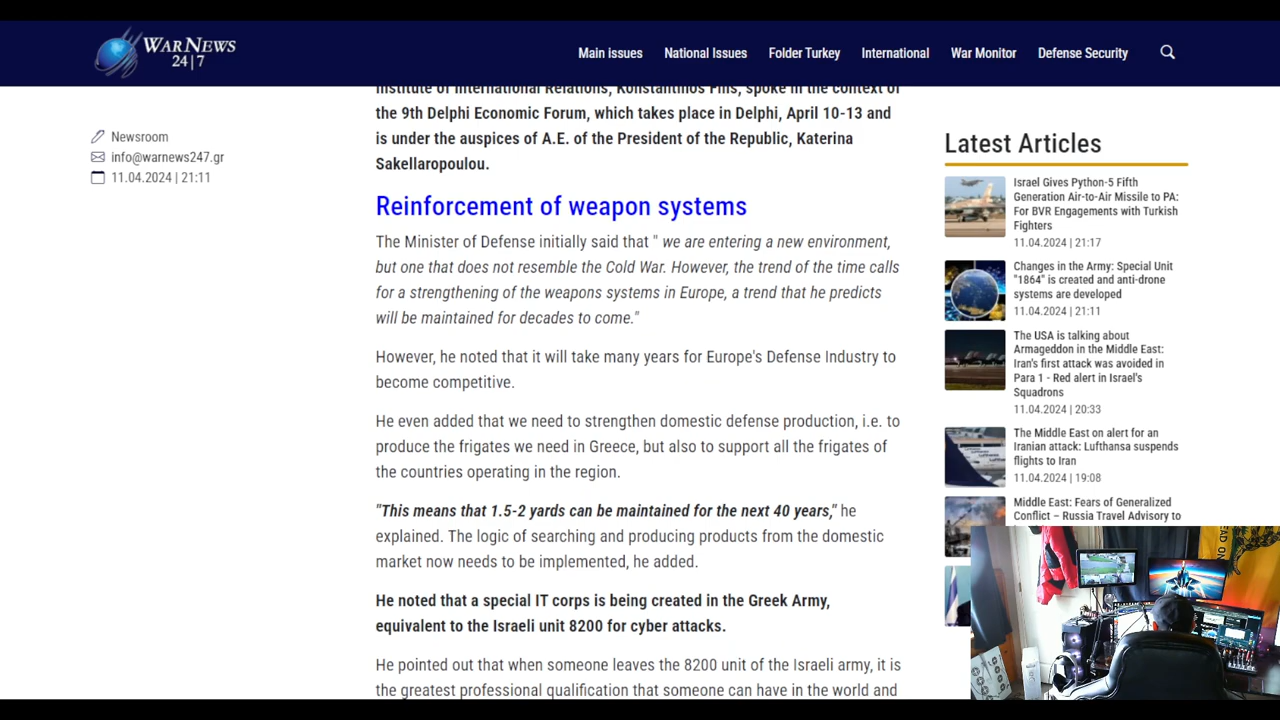 WAR NEWS
24|7
Main issues
National Issues
Folder Turkey
International
War Monitor
Defense Security
Newsroom
info@warnews247.gr
11.04.2024 | 21:11
Institute of International Relations, Konstantinos Filis, spoke in the context of
the 9th Delphi Economic Forum, which takes place in Delphi, April 10-13 and
is under the auspices of A.E. of the President of the Republic, Katerina
Sakellaropoulou.
Reinforcement of weapon systems
The Minister of Defense initially said that " we are entering a new environment,
but one that does not resemble the Cold War. However, the trend of the time calls
for a strengthening of the weapons systems in Europe, a trend that he predicts
will be maintained for decades to come."
However, he noted that it will take many years for Europe's Defense Industry to
become competitive.
He even added that we need to strengthen domestic defense production, i.e. to
produce the frigates we need in Greece, but also to support all the frigates of
the countries operating in the region.
"This means that 1.5-2 yards can be maintained for the next 40 years," he
explained. The logic of searching and producing products from the domestic
market now needs to be implemented, he added.
He noted that a special IT corps is being created in the Greek Army,
equivalent to the Israeli unit 8200 for cyber attacks.
He pointed out that when someone leaves the 8200 unit of the Israeli army, it is
the greatest professional qualification that someone can have in the world and
Latest Articles
Israel Gives Python-5 Fifth
Generation Air-to-Air Missile to PA:
For BVR Engagements with Turkish
Fighters
11.04.2024 | 21:17
Changes in the Army: Special Unit
"1864" is created and anti-drone
systems are developed
11.04.2024 | 21:11
The USA is talking about
Armageddon in the Middle East:
Iran's first attack was avoided in
Para 1 - Red alert in Israel's
Squadrons
11.04.2024 | 20:33
The Middle East on alert for an
Iranian attack: Lufthansa suspends
flights to Iran
11.04.2024 | 19:08
Middle East: Fears of Generalized
Conflict – Russia Travel Advisory to